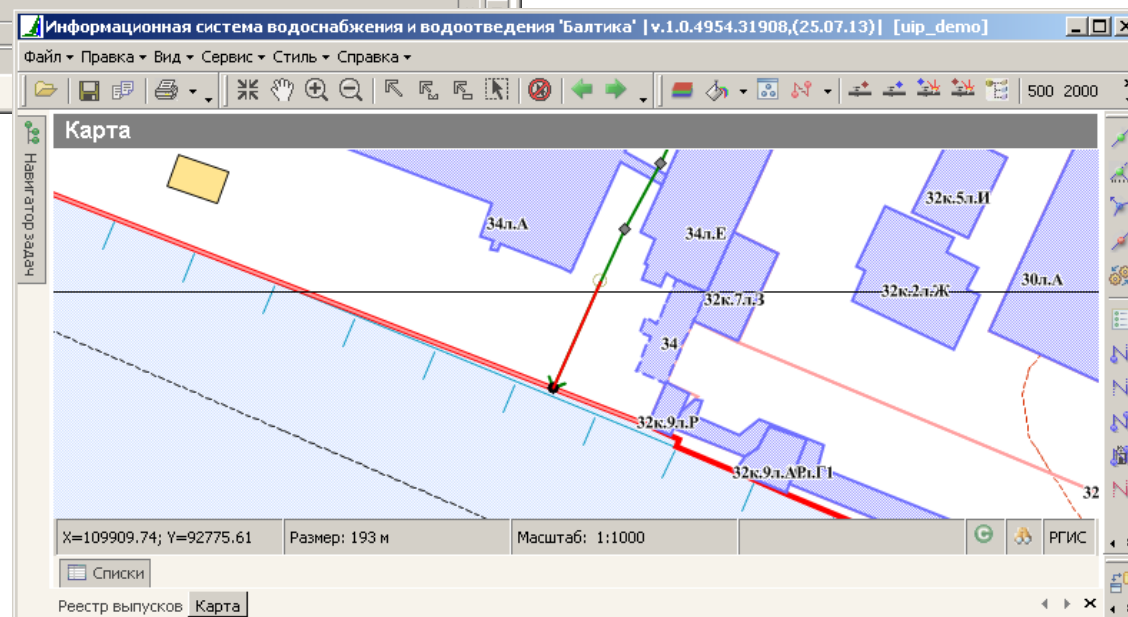 Информационная система водоснабжения и водоотведения 'Балтика' |v.1.0.4954.31908,(25.07.13)| [uip_demo]
Файл Правка Вид Сервис Стиль Справка
500 2000
Карта
Навигатор задач
32к.5л.И
34л.А
34л.Е
30л.А
32к.2л.Ж
32к.7л.З
34
32к.9л.Р
32к.9л.АРл.Г1
32
X=109909.74; Y=92775.61 Размер: 193 м Масштаб: 1:1000 РГИС
Списки
Реестр выпусков Карта